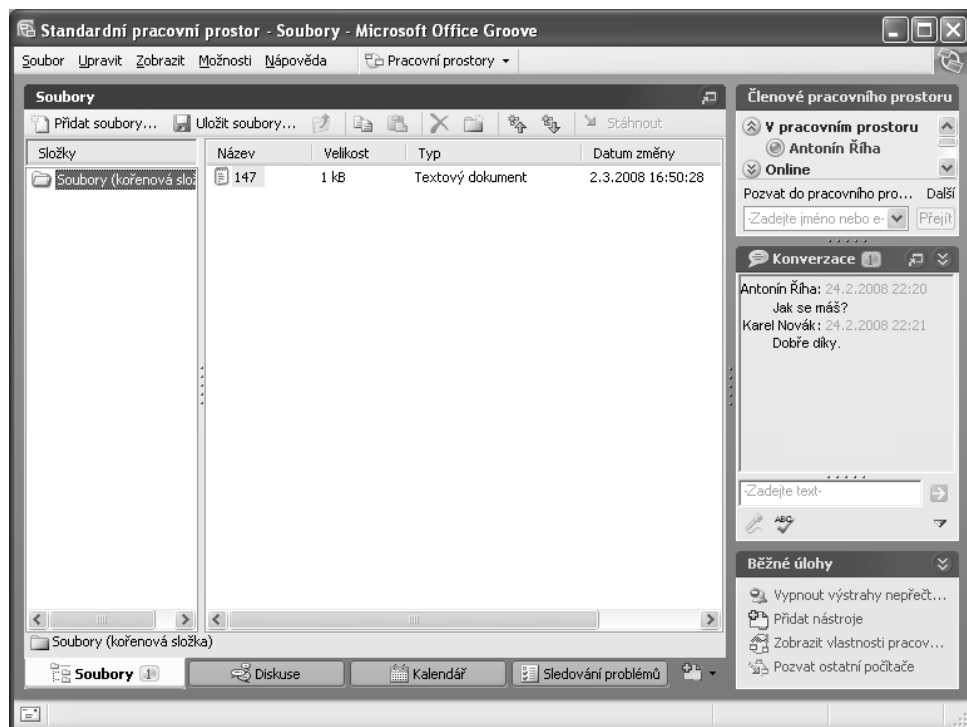 Standardní pracovní prostor - Soubory - Microsoft Office Groove
Soubor Upravit Zobrazit Možnosti Nápověda Pracovní prostory
Soubory
Přidat soubory... Uložit soubory... Stáhnout
Složky Název Velikost Typ Datum změny
Soubory (kořenová slo 147 1 kB Textový dokument 2.3.2008 16:50:28
Soubory (kořenová složka)
Soubory 1 Diskuse Kalendář Sledování problémů
Členové pracovního prostoru
V pracovním prostoru
Antonín Říha
Online
Pozvat do pracovního pro... Další
-Zadejte jméno nebo e- Přejít
Konverzace 1
Antonín Říha: 24.2.2008 22:20
Jak se máš?
Karel Novák: 24.2.2008 22:21
Dobře díky.
-Zadejte text-
ABC
Běžné úlohy
Vypnout výstrahy nepřečt...
Přidat nástroje
Zobrazit vlastnosti pracov...
Pozvat ostatní počítače